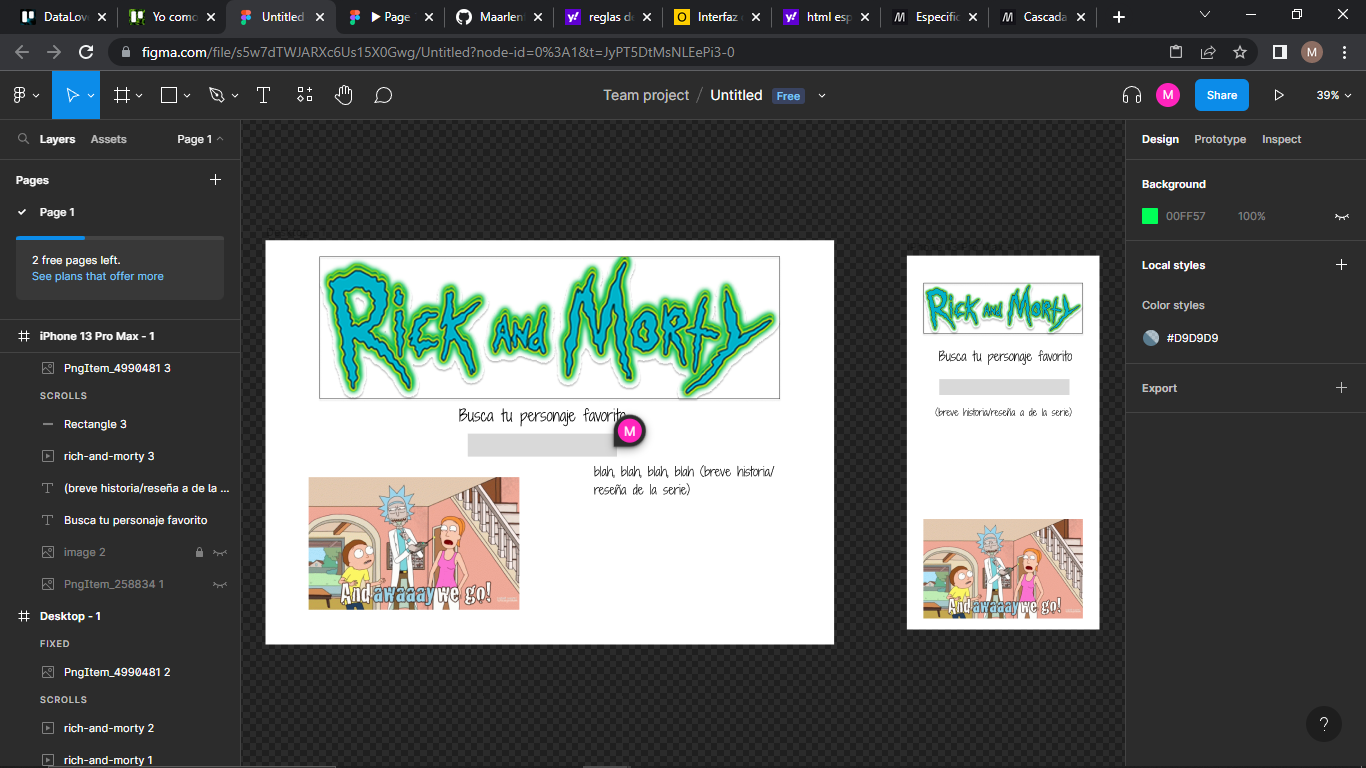 DataLove
Yo como
Untitled
Page
Maarlen
reglas de
Interfaz
html esp
Especific
Cascada
figma.com/file/s5w7dTWJARXc6Us15X0Gwg/Untitled?node-id=0%3A1&t=JyPT5DtMsNLEePi3-0
M
Team project / Untitled Free
M
Share
39%
Layers
Assets
Page 1
Design
Prototype
Inspect
Pages
Page 1
2 free pages left.
See plans that offer more
iPhone 13 Pro Max - 1
PngItem_4990481 3
SCROLLS
Rectangle 3
rich-and-morty 3
(breve historia/reseña a de la ...
Busca tu personaje favorito
image 2
PngItem_258834 1
Desktop - 1
FIXED
PngItem_4990481 2
SCROLLS
rich-and-morty 2
rich-and-morty 1
Rick and Morty
Busca tu personaje favorito
M
blah, blah, blah, blah (breve historia/
reseña de la serie)
And awaaay we go!
Rick and Morty
Busca tu personaje favorito
(breve historia/reseña a de la serie)
And awaaay we go!
Background
00FF57
100%
Local styles
Color styles
#D9D9D9
Export
?